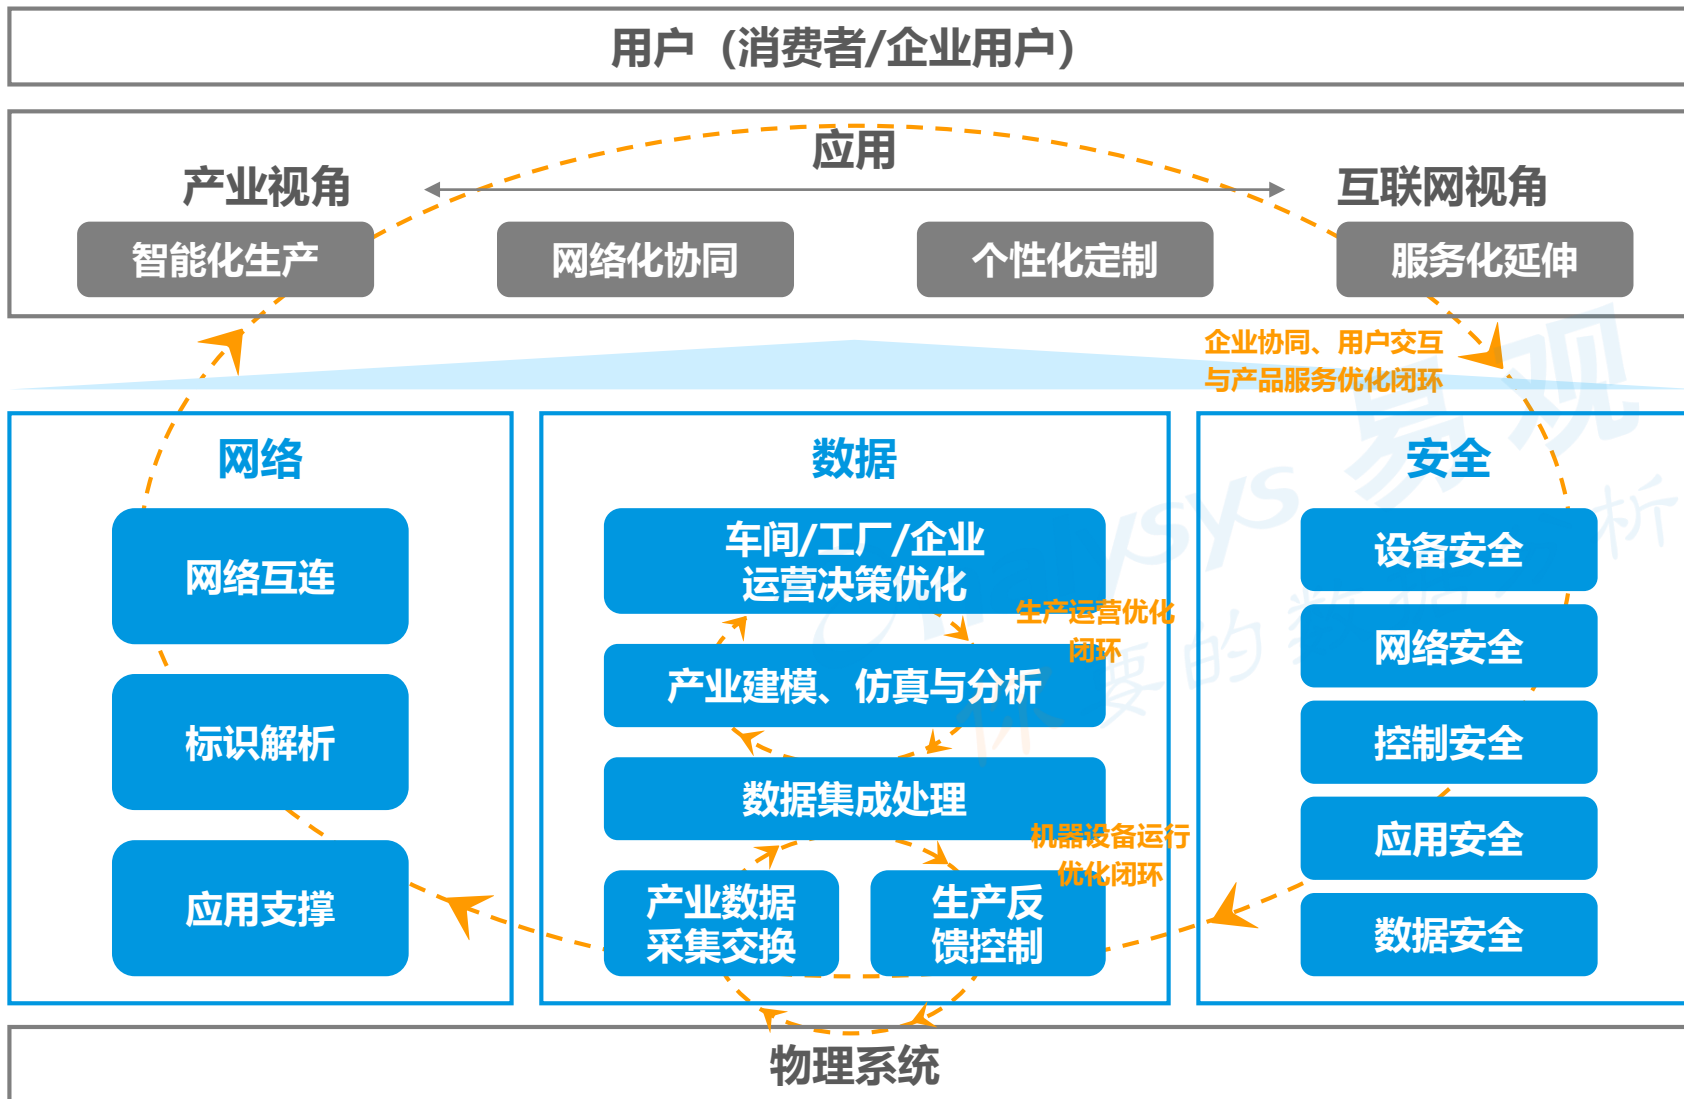 用户（消费者/企业用户）
应用
产业视角
互联网视角
智能化生产
网络化协同
个性化定制
服务化延伸
企业协同、用户交互
与产品服务优化闭环
网络
网络互连
标识解析
应用支撑
数据
车间/工厂/企业
运营决策优化
生产运营优化
闭环
产业建模、仿真与分析
数据集成处理
机器设备运行
优化闭环
产业数据
采集交换
生产反
馈控制
安全
设备安全
网络安全
控制安全
应用安全
数据安全
物理系统
易观